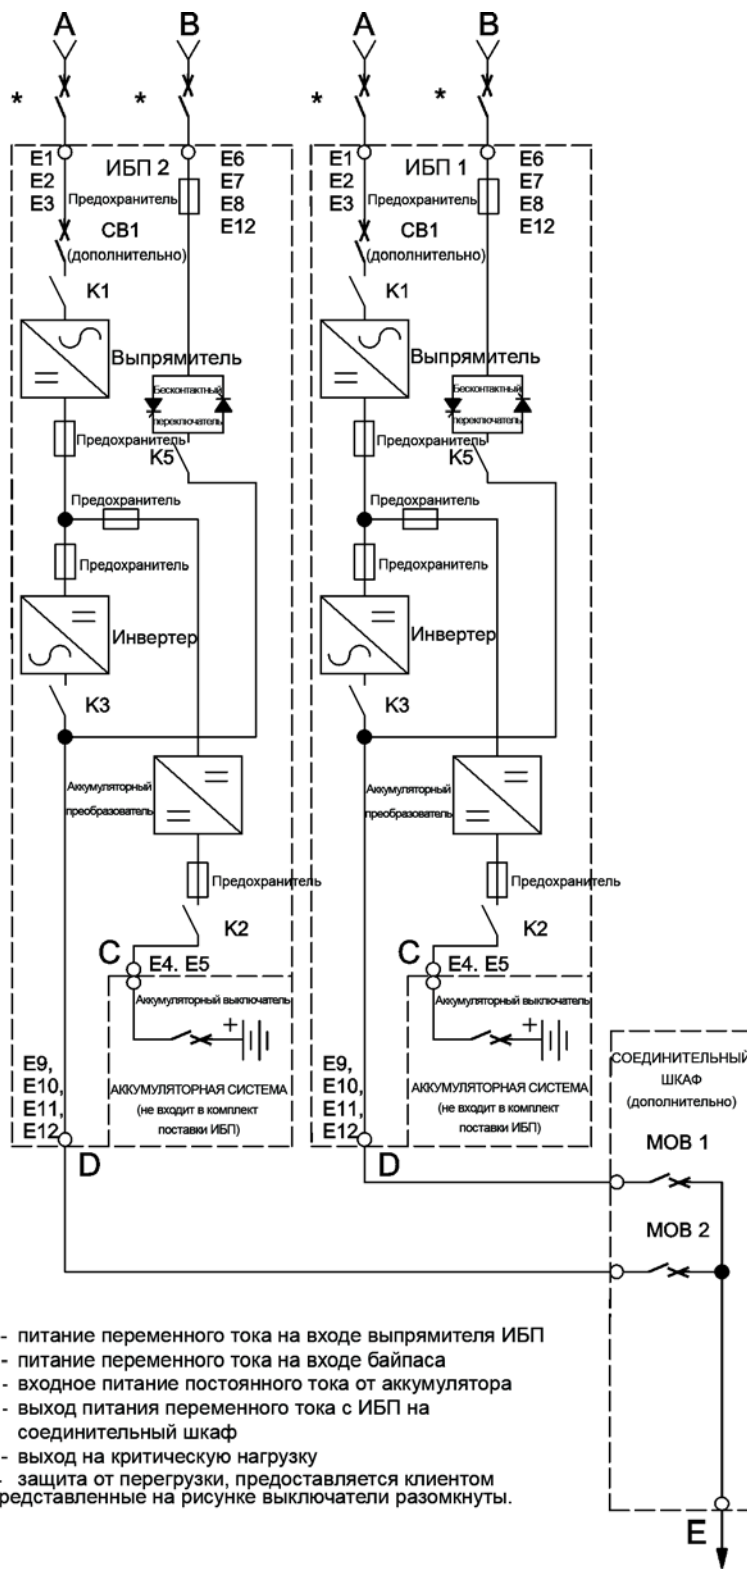 A B A B
* * * *
E1 ИБП 2 E6
E2 E7
E3 Предохранитель E8
CB1 E12
(дополнительно)
K1
Выпрямитель
Бесконтактный
переключатель
Предохранитель
K5
Предохранитель
Предохранитель
Инвертер
K3
Аккумуляторный
преобразователь
Предохранитель
K2
C E4. E5
Аккумуляторный выключатель
+
E9,
E10,
E11,
E12
АККУМУЛЯТОРНАЯ СИСТЕМА
(не входит в комплект
поставки ИБП)
D
E1 ИБП 1 E6
E2 E7
E3 Предохранитель E8
CB1 E12
(дополнительно)
K1
Выпрямитель
Бесконтактный
переключатель
Предохранитель
K5
Предохранитель
Предохранитель
Инвертер
K3
Аккумуляторный
преобразователь
Предохранитель
K2
C E4. E5
Аккумуляторный выключатель
+
E9,
E10,
E11,
E12
АККУМУЛЯТОРНАЯ СИСТЕМА
(не входит в комплект
поставки ИБП)
D
СОЕДИНИТЕЛЬНЫЙ
ШКАФ
(дополнительно)
МОВ 1
МОВ 2
E
- питание переменного тока на входе выпрямителя ИБП
- питание переменного тока на входе байпаса
- входное питание постоянного тока от аккумулятора
- выход питания переменного тока с ИБП на
соединительный шкаф
- выход на критическую нагрузку
- защита от перегрузки, предоставляется клиентом
редставленные на рисунке выключатели разомкнуты.